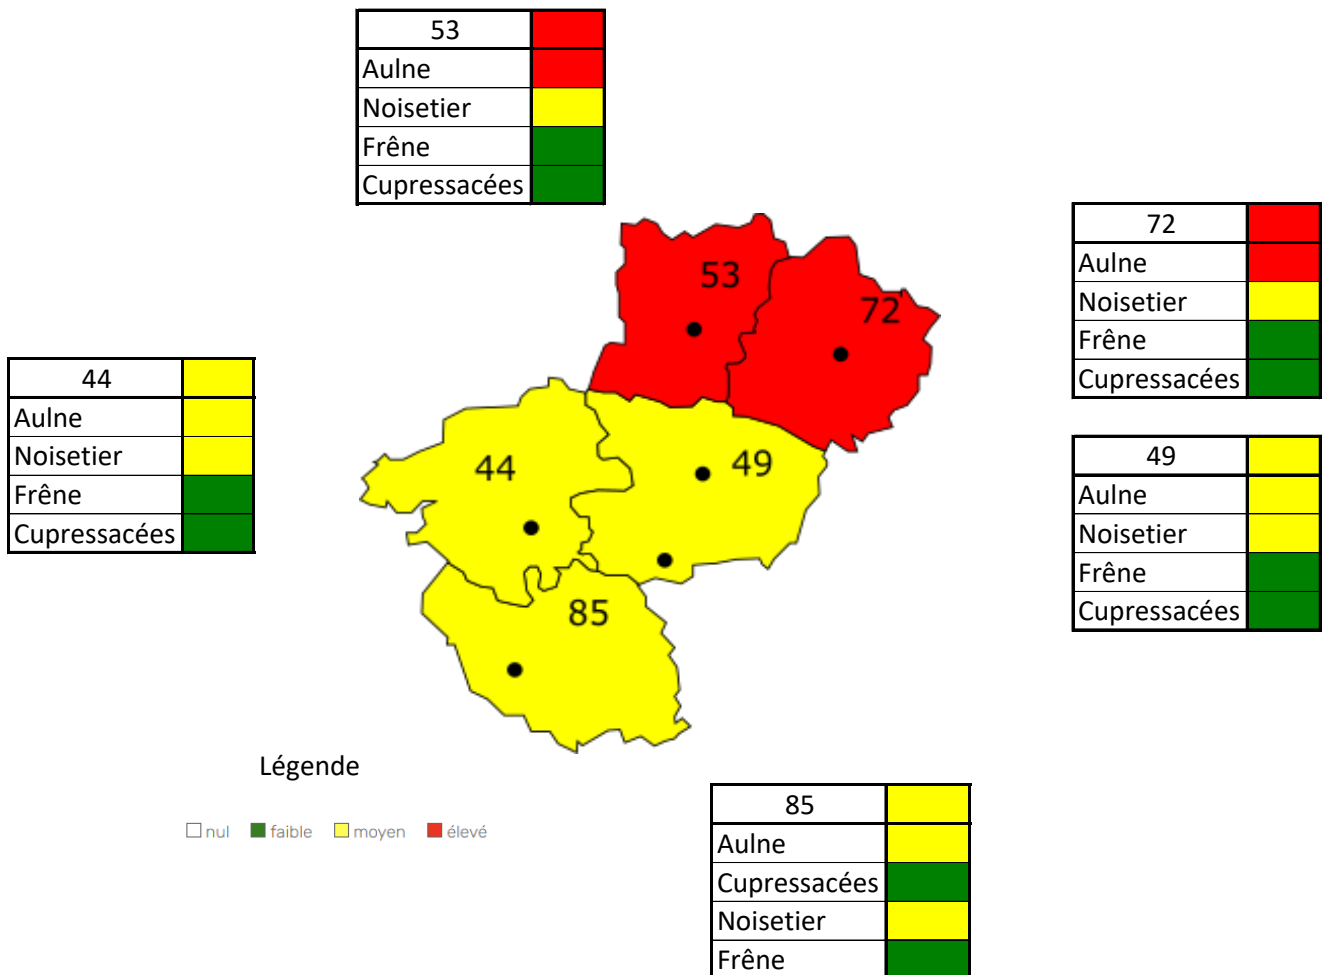 53
Aulne
Noisetier
Frêne
Cupressacées
72
Aulne
Noisetier
Frêne
Cupressacées
53
72
44
Aulne
Noisetier
Frêne
Cupressacées
44
49
49
Aulne
Noisetier
Frêne
Cupressacées
85
Légende
nul faible moyen élevé
85
Aulne
Cupressacées
Noisetier
Frêne